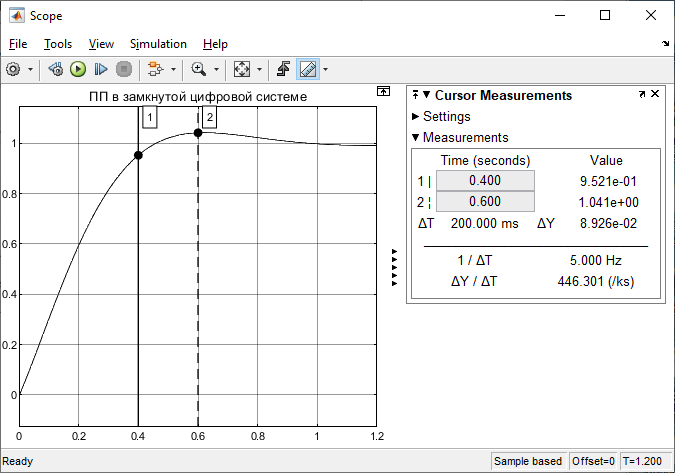 Scope
File Tools View Simulation Help
ПП в замкнутой цифровой системе
1 2
1
0.8
0.6
0.4
0.2
0
0 0.2 0.4 0.6 0.8 1 1.2
Cursor Measurements
Settings
Measurements
Time (seconds) Value
1 | 0.400 9.521e-01
2 ¦ 0.600 1.041e+00
ΔT 200.000 ms ΔY 8.926e-02
1 / ΔT 5.000 Hz
ΔY / ΔT 446.301 (/ks)
Ready Sample based Offset=0 T=1.200